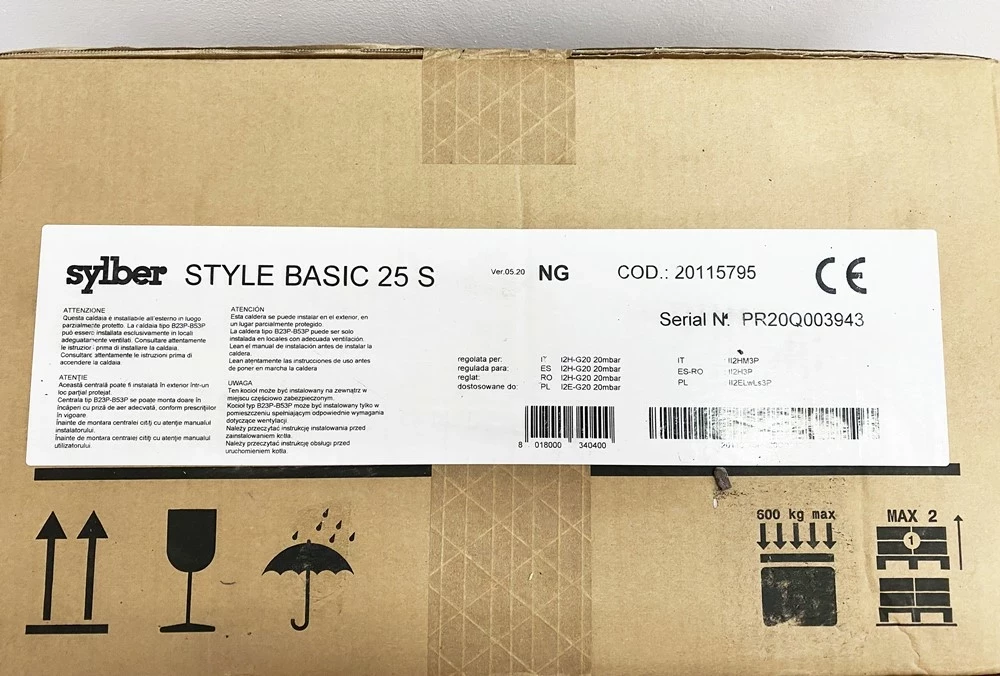 sylber STYLE BASIC 25 S Ver.05.20 NG COD.: 20115795 CE
Serial N. PR20Q003943
ATTENZIONE
Questa caldaia è installabile all'esterno in luogo
parzialmente protetto. La caldaia tipo B23P-B53P
può essere installata esclusivamente in locali
adeguatamente ventilati. Consultare attentamente
le istruzioni prima di installare la caldaia.
Consultare attentamente le istruzioni prima di
accendere la caldaia
ATENŢIE
Această centrală poate fi instalată în exterior într-un
loc parţial protejat.
Centrala tip B23P-B53P se poate monta doare în
încăperi cu priză de aer adecvată, conform prescripţiilor
în vigoare
Înainte de montara centralei citiţi cu atenţie manualul
instalatorului.
Înainte de montara centralei citiţi cu atenţie manualul
utilizatorului.
ATENCIÓN
Esta caldera se puede instalar en el exterior, en
un lugar parcialmente protegido.
La caldera tipo B23P-B53P puede ser solo
instalada en locales con adecuada ventilación.
Lean el manual de instalación antes de instalar la
caldera.
Lean atentamente las instrucciones de uso antes
de poner en marcha la caldera
UWAGA
Ten kocioł może być instalowany na zewnątrz w
miejscu częściowo zabezpieczonym.
Kocioł typ B23P-B53P może być instalowany tylko w
pomieszczeniu spełniającym odpowiednie wymagania
dotyczące wentylacji.
Należy przeczytać instrukcję instalowania przed
zainstalowaniem kotła.
Należy przeczytać instrukcję obsługi przed
uruchomieniem kotla.
regolata per: IT I2H-G20 20mbar
regulada para: ES I2H-G20 20mbar
reglat: RO I2H-G20 20mbar
dostosowane do: PL I2E-G20 20mbar
IT II2HM3P
ES-RO II2H3P
PL II2ELwLs3P
8 018000 340400
600 kg max
MAX 2
1